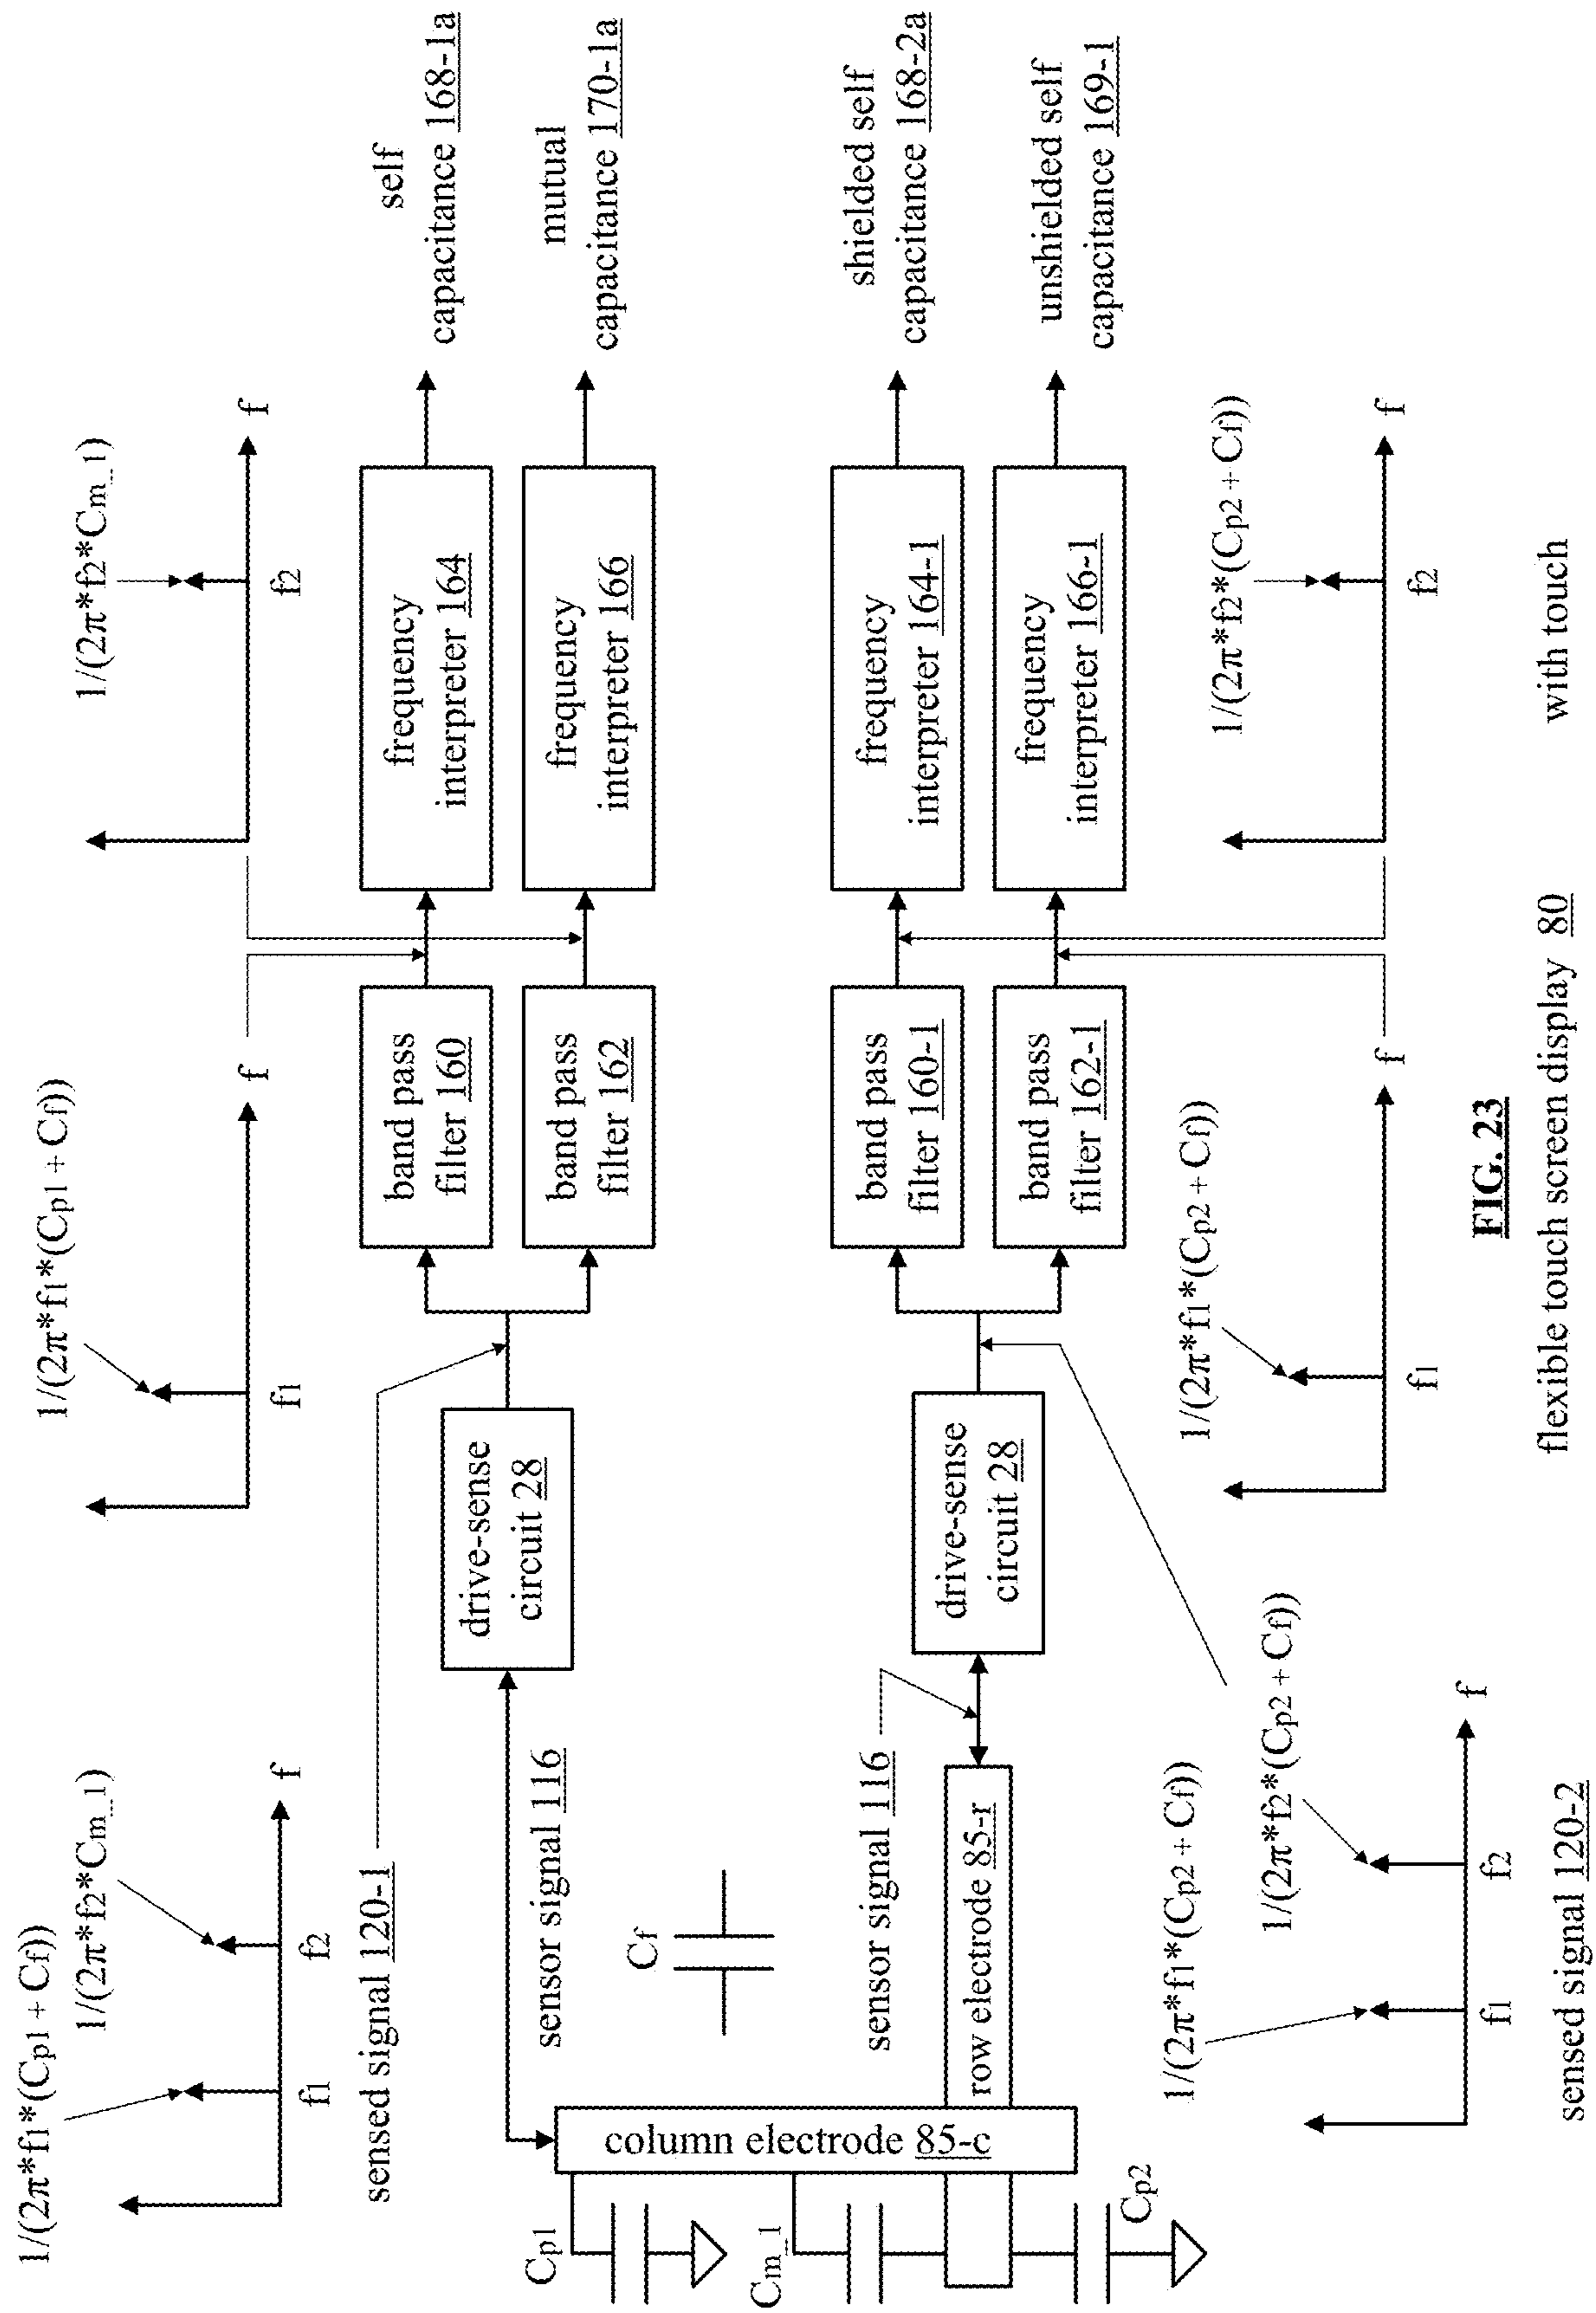 1/(2π*f1*(Cp1 + Cf))
1/(2π*f2*Cm_1)
f1
f2
f
sensed signal 120-1
1/(2π*f1*(Cp1 + Cf))
f1
f
1/(2π*f2*Cm_1)
f2
f
Cp1
Cm_1
Cp2
column electrode 85-c
row electrode 85-r
Cf
sensor signal 116
sensor signal 116
drive-sense
circuit 28
drive-sense
circuit 28
band pass
filter 160
band pass
filter 162
band pass
filter 160-1
band pass
filter 162-1
frequency
interpreter 164
frequency
interpreter 166
frequency
interpreter 164-1
frequency
interpreter 166-1
self
capacitance 168-1a
mutual
capacitance 170-1a
shielded self
capacitance 168-2a
unshielded self
capacitance 169-1
1/(2π*f1*(Cp2 + Cf))
1/(2π*f2*(Cp2 + Cf))
f1
f2
f
sensed signal 120-2
1/(2π*f1*(Cp2 + Cf))
f1
f
1/(2π*f2*(Cp2 + Cf))
f2
f
FIG. 23
flexible touch screen display 80
with touch